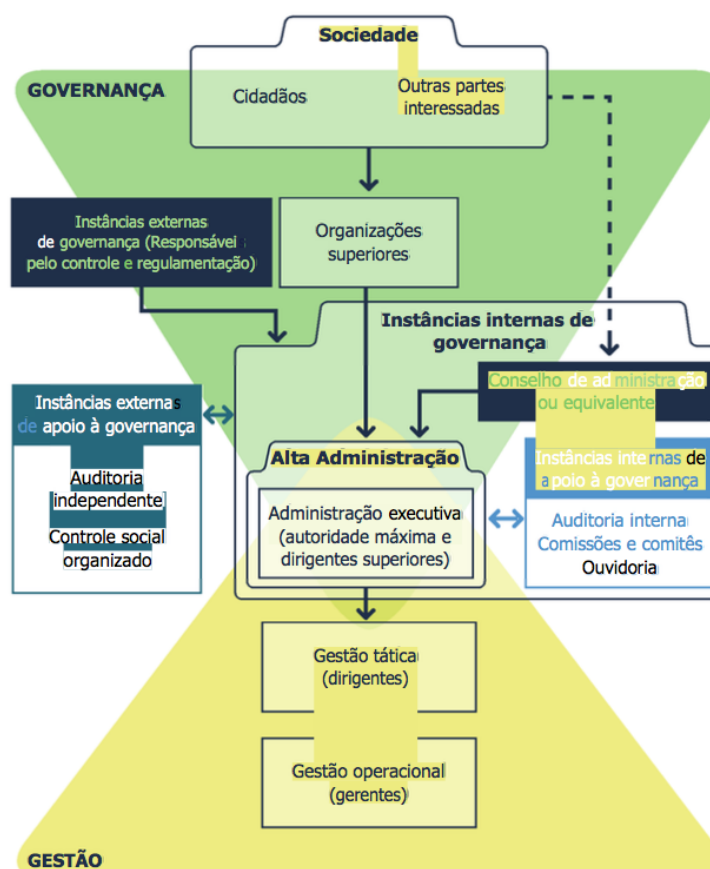 Sociedade
GOVERNANÇA
Cidadãos
Outras partes
interessadas
Instâncias externas
de governança (Responsáveis
pelo controle e regulamentação)
Organizações
superiores
Instâncias internas de
governança
Conselho de administração
ou equivalente
Instâncias externas
de apoio à governança
Auditoria
independente
Controle social
organizado
Alta Administração
Administração executiva
(autoridade máxima e
dirigentes superiores)
Instâncias internas de
apoio à governança
Auditoria interna
Comissões e comitês
Ouvidoria
Gestão tática
(dirigentes)
Gestão operacional
(gerentes)
GESTÃO